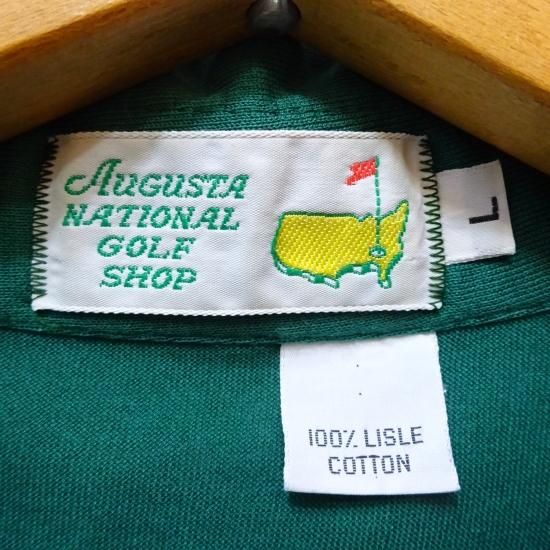 AUGUSTA
NATIONAL
GOLF
SHOP
L
100% LISLE
COTTON